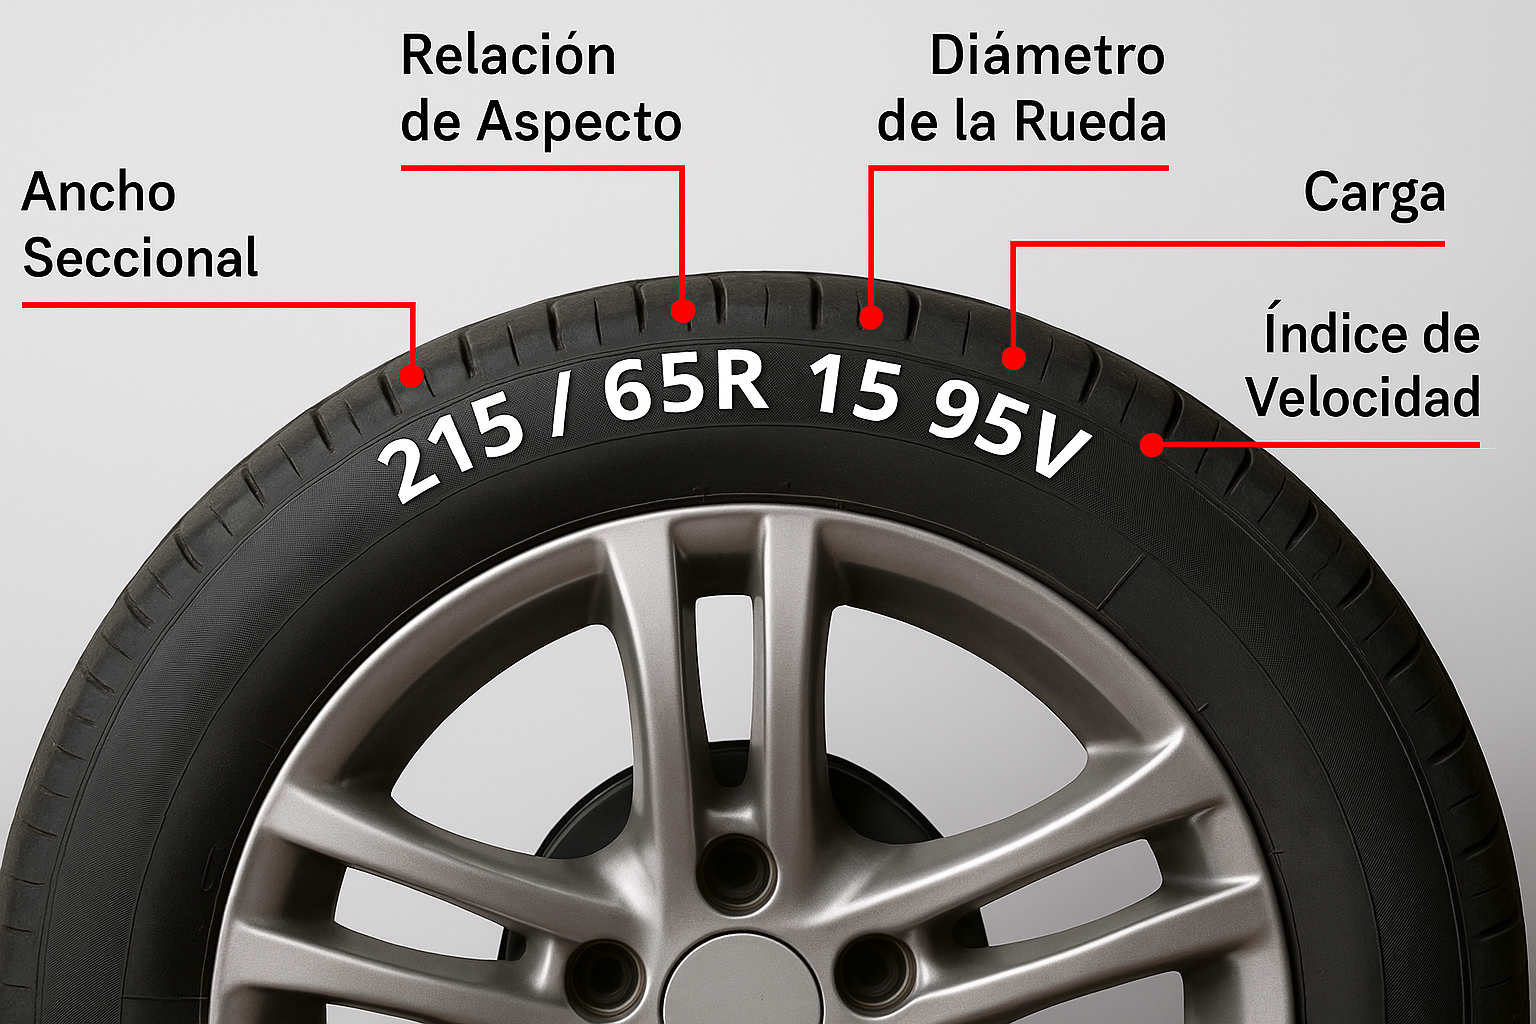 Relación
de Aspecto
Diámetro
de la Rueda
Ancho
Seccional
Carga
Índice de
Velocidad
215 / 65R 15 95V